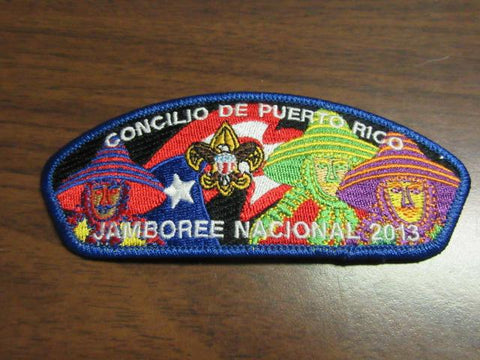 CONCILIO DE PUERTO RICO
JAMBOREE NACIONAL 2013